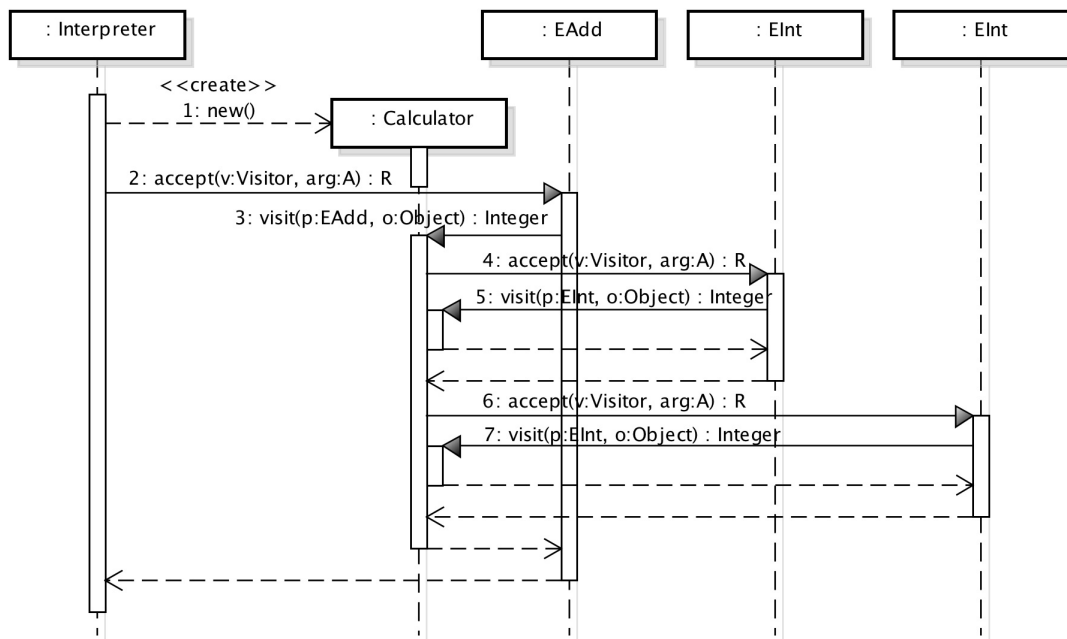 : Interpreter
: EAdd
: EInt
: EInt
<<create>>
1: new()
: Calculator
2: accept(v:Visitor, arg:A) : R
3: visit(p:EAdd, o:Object) : Integer
4: accept(v:Visitor, arg:A) : R
5: visit(p:EInt, o:Object) : Integer
6: accept(v:Visitor, arg:A) : R
7: visit(p:EInt, o:Object) : Integer